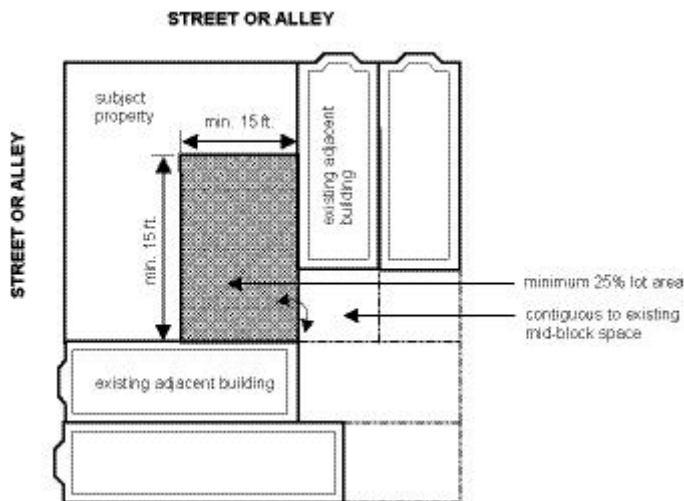 STREET OR ALLEY
STREET OR ALLEY
subject
property
min. 15 ft.
min. 15 ft.
existing adjacent
building
minimum 25% lot area
contiguous to existing
mid-block space
existing adjacent building